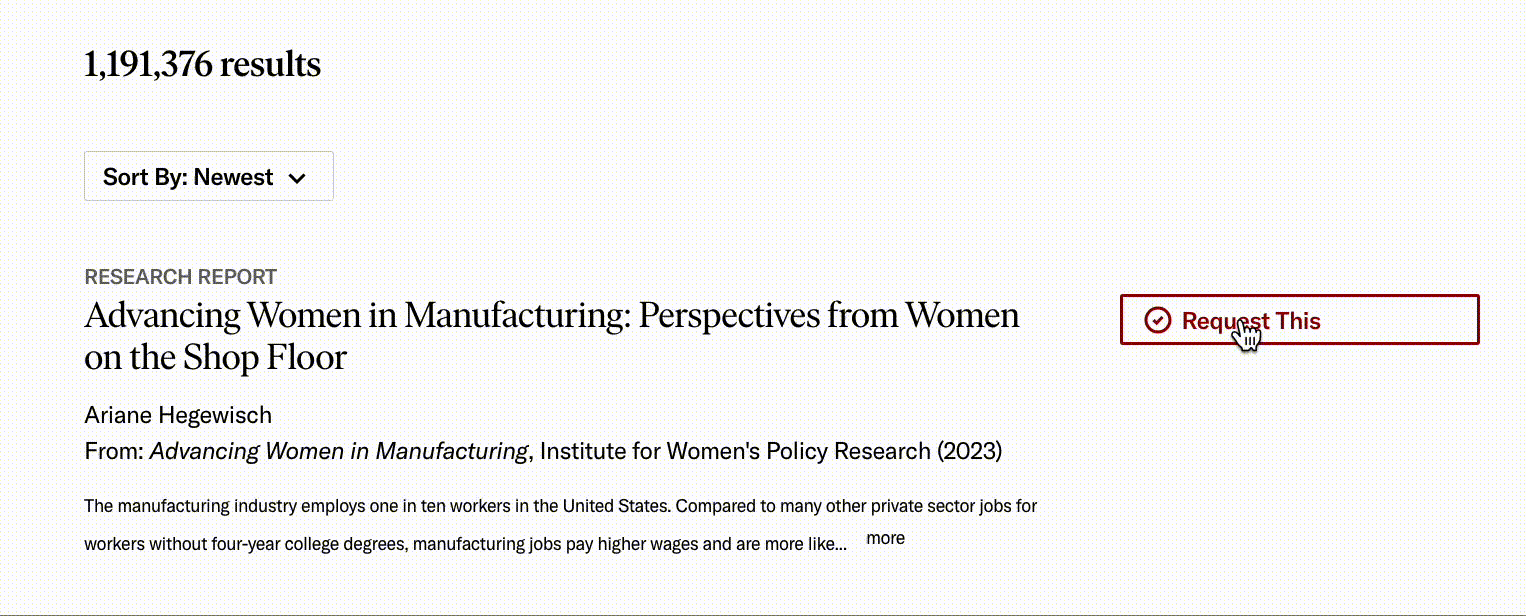 1,191,376 results
Sort By: Newest
RESEARCH REPORT
Advancing Women in Manufacturing: Perspectives from Women
on the Shop Floor
Request This
Ariane Hegewisch
From: Advancing Women in Manufacturing, Institute for Women's Policy Research (2023)
The manufacturing industry employs one in ten workers in the United States. Compared to many other private sector jobs for
workers without four-year college degrees, manufacturing jobs pay higher wages and are more like... more